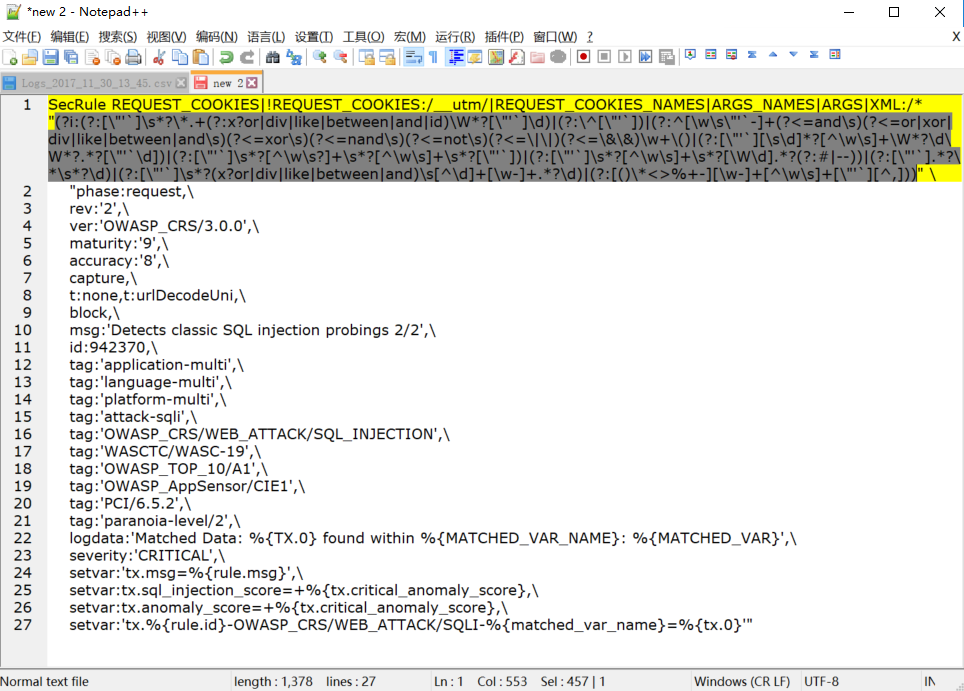 *new 2 - Notepad++
文件(F) 编辑(E) 搜索(S) 视图(V) 编码(N) 语言(L) 设置(T) 工具(O) 宏(M) 运行(R) 插件(P) 窗口(W) ? X
Logs_2017_11_30_13_45.csv new 2
1 SecRule REQUEST_COOKIES|!REQUEST_COOKIES:/__utm/|REQUEST_COOKIES_NAMES|ARGS_NAMES|ARGS|XML:/*
"(?i:(?:[\"'`]\s*?\*.+(?:x?or|div|like|between|and|id)\W*?[\"'`]\d)|(?:\^[\"'`])|(?:^[\w\s\"'`-]+(?<=and\s)(?<=or|xor|
div|like|between|and\s)(?<=xor\s)(?<=nand\s)(?<=not\s)(?<=\|\|)(?<=\&\&)\w+\()|(?:[\"'`][\s\d]*?[^\w\s]+\W*?\d\
W*?.*?[\"'`\d])|(?:[\"'`]\s*?[^\w\s?]+\s*?[^\w\s]+\s*?[\"'`])|(?:[\"'`]\s*?[^\w\s]+\s*?[\W\d].*?(?:#|--))|(?:[\"'`].*?\
*\s*?\d)|(?:[\"'`]\s*?(x?or|div|like|between|and)\s[^\d]+[\w-]+.*?\d)|(?:[()\*<>%+-][\w-]+[^\w\s]+[\"'`][^,]))" \
2 "phase:request,\
3 rev:'2',\
4 ver:'OWASP_CRS/3.0.0',\
5 maturity:'9',\
6 accuracy:'8',\
7 capture,\
8 t:none,t:urlDecodeUni,\
9 block,\
10 msg:'Detects classic SQL injection probings 2/2',\
11 id:942370,\
12 tag:'application-multi',\
13 tag:'language-multi',\
14 tag:'platform-multi',\
15 tag:'attack-sqli',\
16 tag:'OWASP_CRS/WEB_ATTACK/SQL_INJECTION',\
17 tag:'WASCTC/WASC-19',\
18 tag:'OWASP_TOP_10/A1',\
19 tag:'OWASP_AppSensor/CIE1',\
20 tag:'PCI/6.5.2',\
21 tag:'paranoia-level/2',\
22 logdata:'Matched Data: %{TX.0} found within %{MATCHED_VAR_NAME}: %{MATCHED_VAR}',\
23 severity:'CRITICAL',\
24 setvar:'tx.msg=%{rule.msg}',\
25 setvar:tx.sql_injection_score=+%{tx.critical_anomaly_score},\
26 setvar:tx.anomaly_score=+%{tx.critical_anomaly_score},\
27 setvar:'tx.%{rule.id}-OWASP_CRS/WEB_ATTACK/SQLI-%{matched_var_name}=%{tx.0}'"
Normal text file length : 1,378 lines : 27 Ln : 1 Col : 553 Sel : 457 | 1 Windows (CR LF) UTF-8 IN